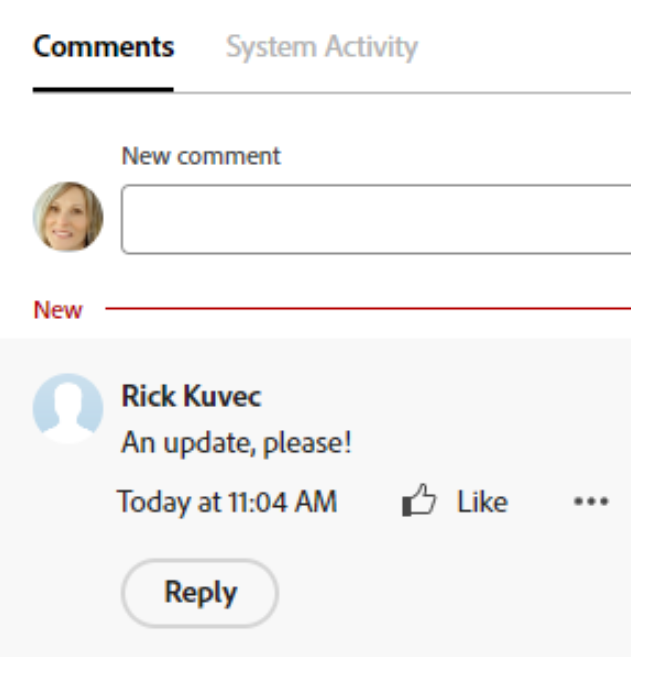 Comments System Activity
New comment
New
Rick Kuvec
An update, please!
Today at 11:04 AM Like •••
Reply